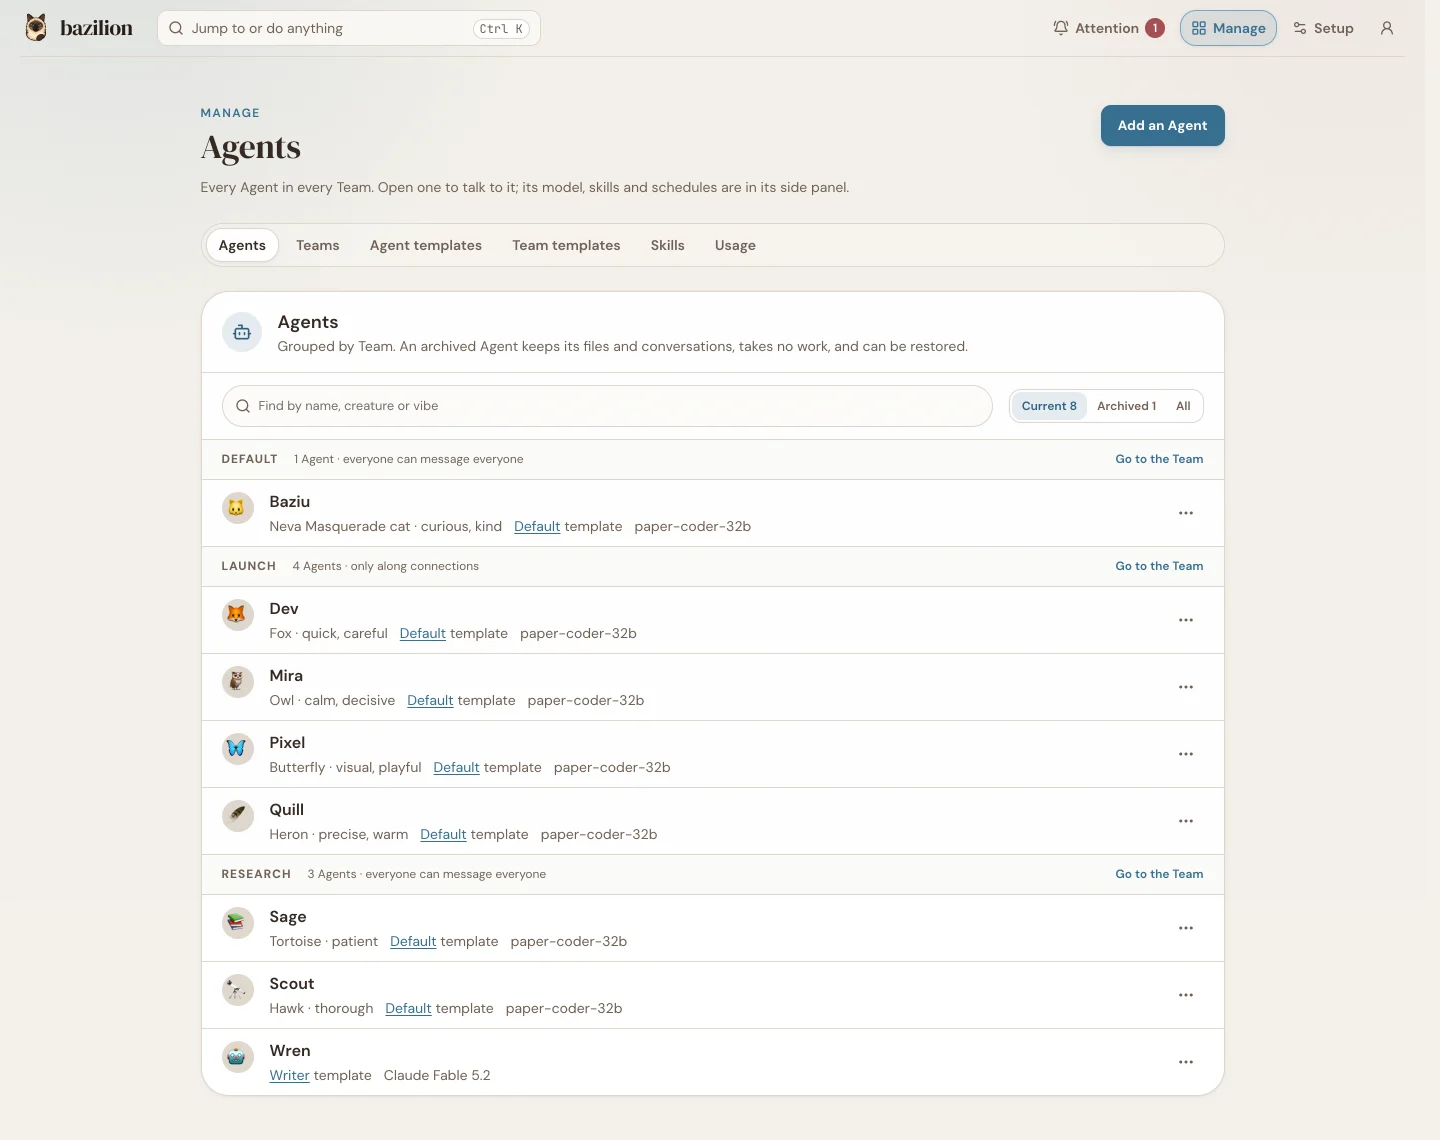 bazilion
Jump to or do anything
Ctrl K
Attention
1
Manage
Setup
MANAGE
Agents
Add an Agent
Every Agent in every Team. Open one to talk to it; its model, skills and schedules are in its side panel.
Agents
Teams
Agent templates
Team templates
Skills
Usage
Agents
Grouped by Team. An archived Agent keeps its files and conversations, takes no work, and can be restored.
Find by name, creature or vibe
Current 8
Archived 1
All
DEFAULT 1 Agent · everyone can message everyone Go to the Team
Baziu
Neva Masquerade cat · curious, kind Default template paper-coder-32b
LAUNCH 4 Agents · only along connections Go to the Team
Dev
Fox · quick, careful Default template paper-coder-32b
Mira
Owl · calm, decisive Default template paper-coder-32b
Pixel
Butterfly · visual, playful Default template paper-coder-32b
Quill
Heron · precise, warm Default template paper-coder-32b
RESEARCH 3 Agents · everyone can message everyone Go to the Team
Sage
Tortoise · patient Default template paper-coder-32b
Scout
Hawk · thorough Default template paper-coder-32b
Wren
Writer template Claude Fable 5.2